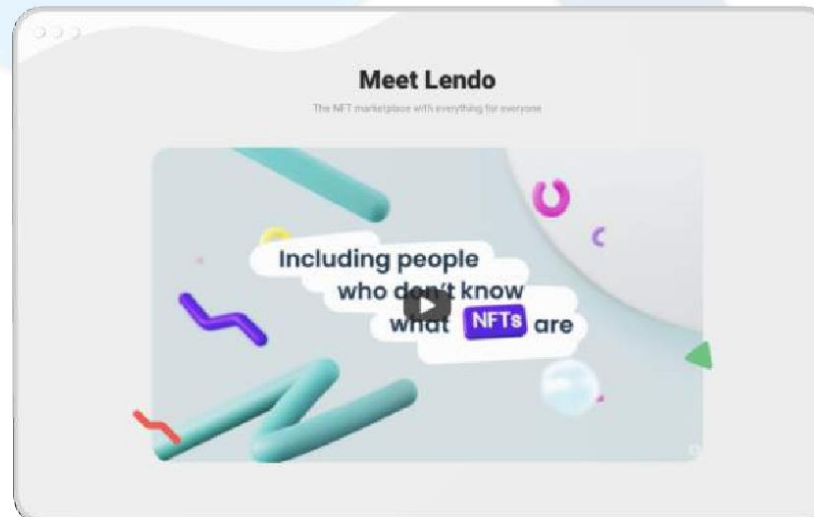 Meet Lendo
The NFT marketplace with everything for everyone
Including people
who don't know
what NFTs are